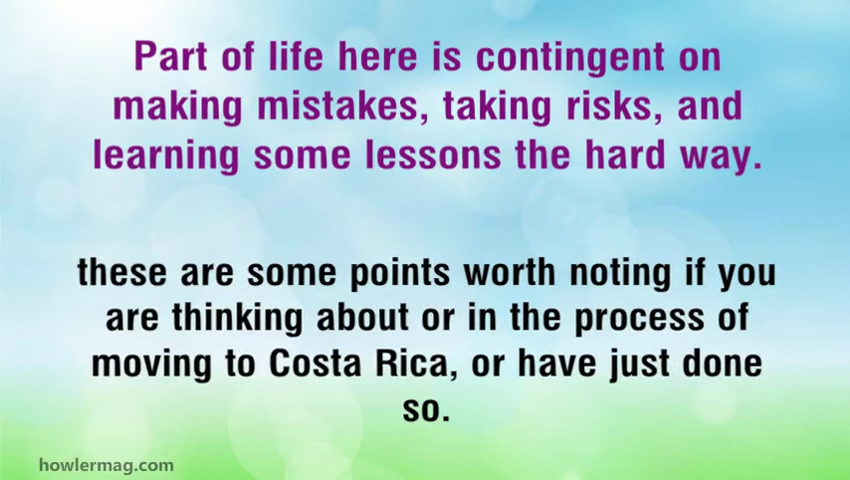 Part of life here is contingent on
making mistakes, taking risks, and
learning some lessons the hard way.
these are some points worth noting if you
are thinking about or in the process of
moving to Costa Rica, or have just done
so.
howlermag.com